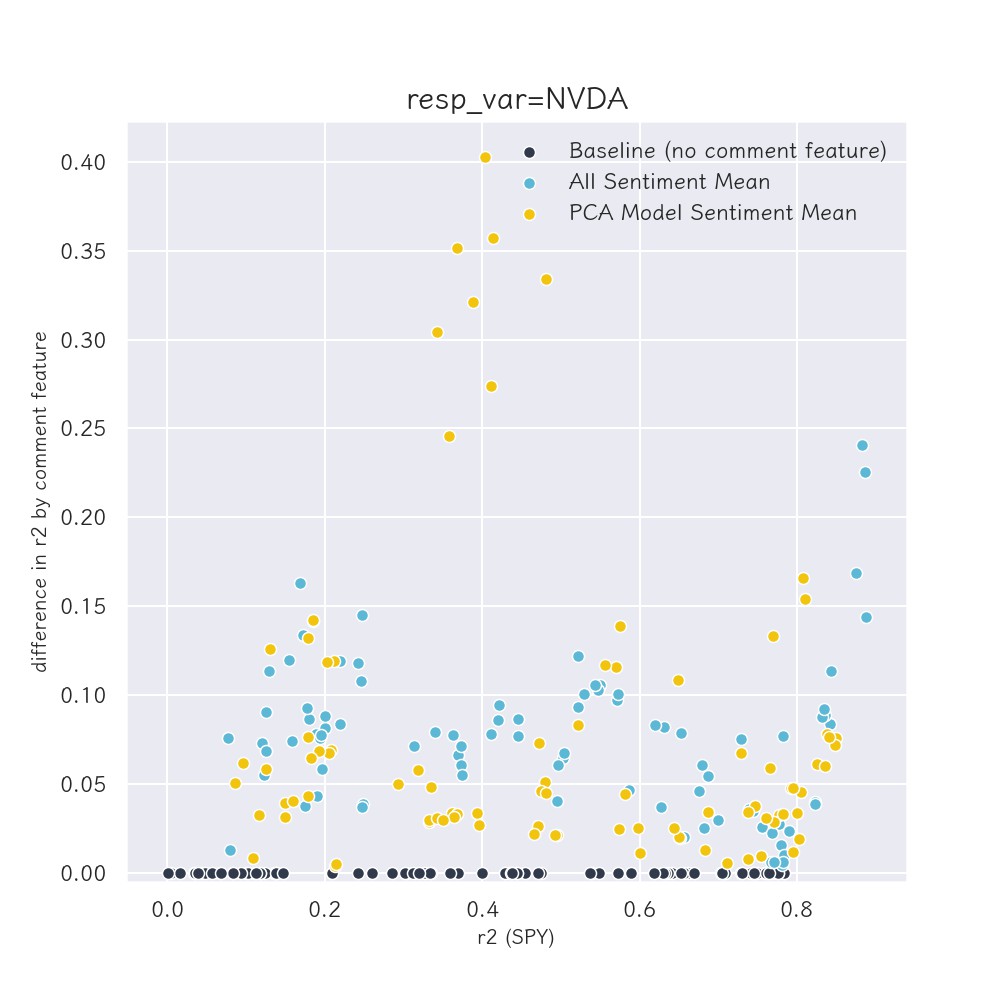 resp_var=NVDA
Baseline (no comment feature)
All Sentiment Mean
PCA Model Sentiment Mean
difference in r2 by comment feature
0.40
0.35
0.30
0.25
0.20
0.15
0.10
0.05
0.00
0.0 0.2 0.4 0.6 0.8
r2 (SPY)